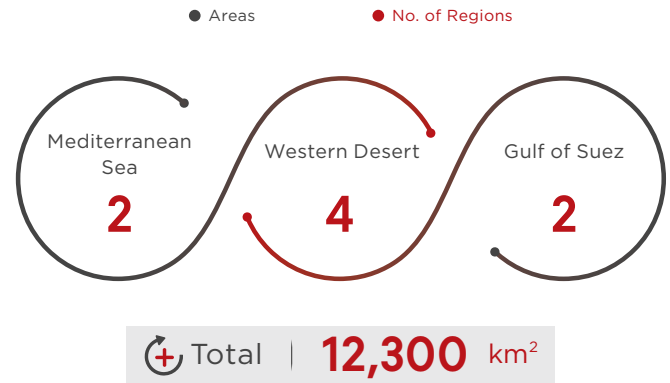 Areas
No. of Regions
Mediterranean
Sea
2
Western Desert
4
Gulf of Suez
2
Total | 12,300 km²